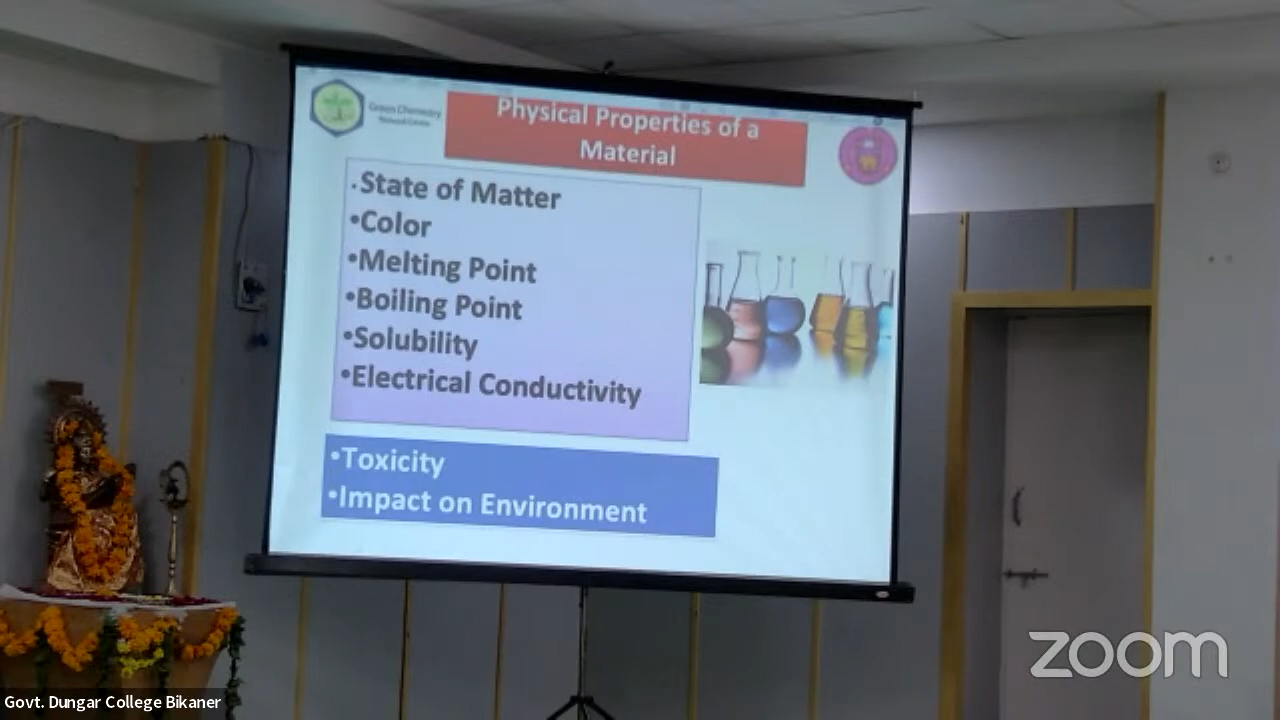 Green Chemistry
Physical Properties of a
Material
.State of Matter
•Color
•Melting Point
•Boiling Point
•Solubility
•Electrical Conductivity
•Toxicity
•Impact on Environment
zoom
Govt. Dungar College Bikaner